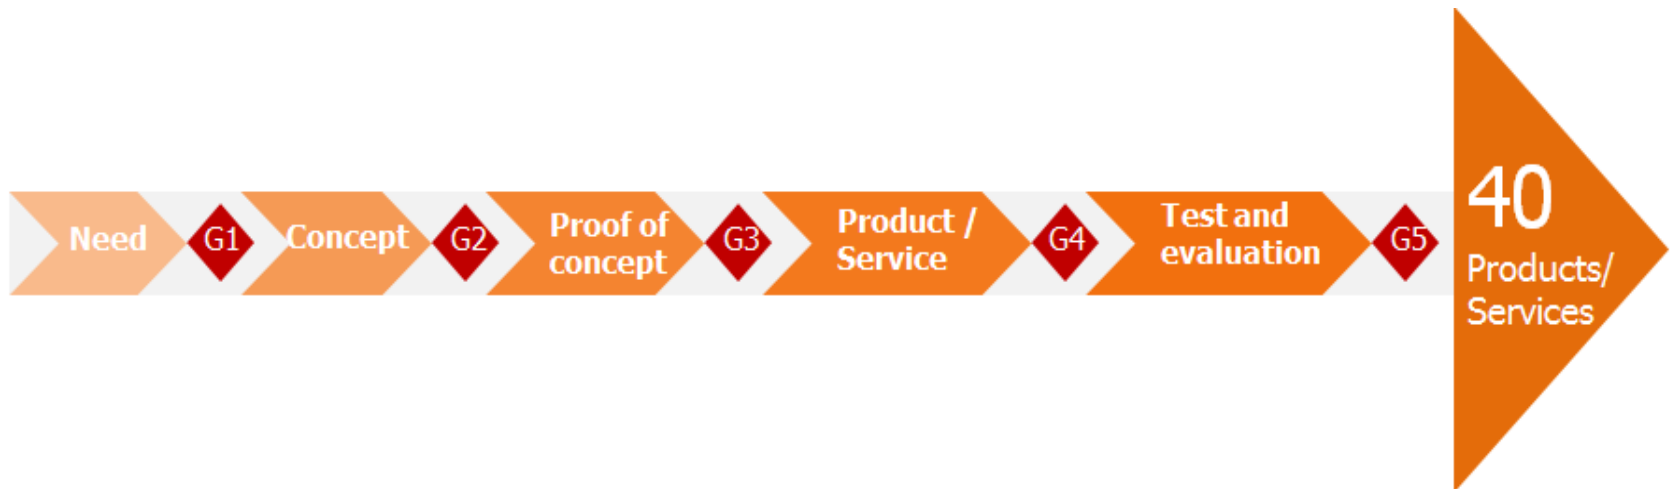 Need
G1
Concept
G2
Proof of
concept
G3
Product /
Service
G4
Test and
evaluation
G5
40
Products/
Services